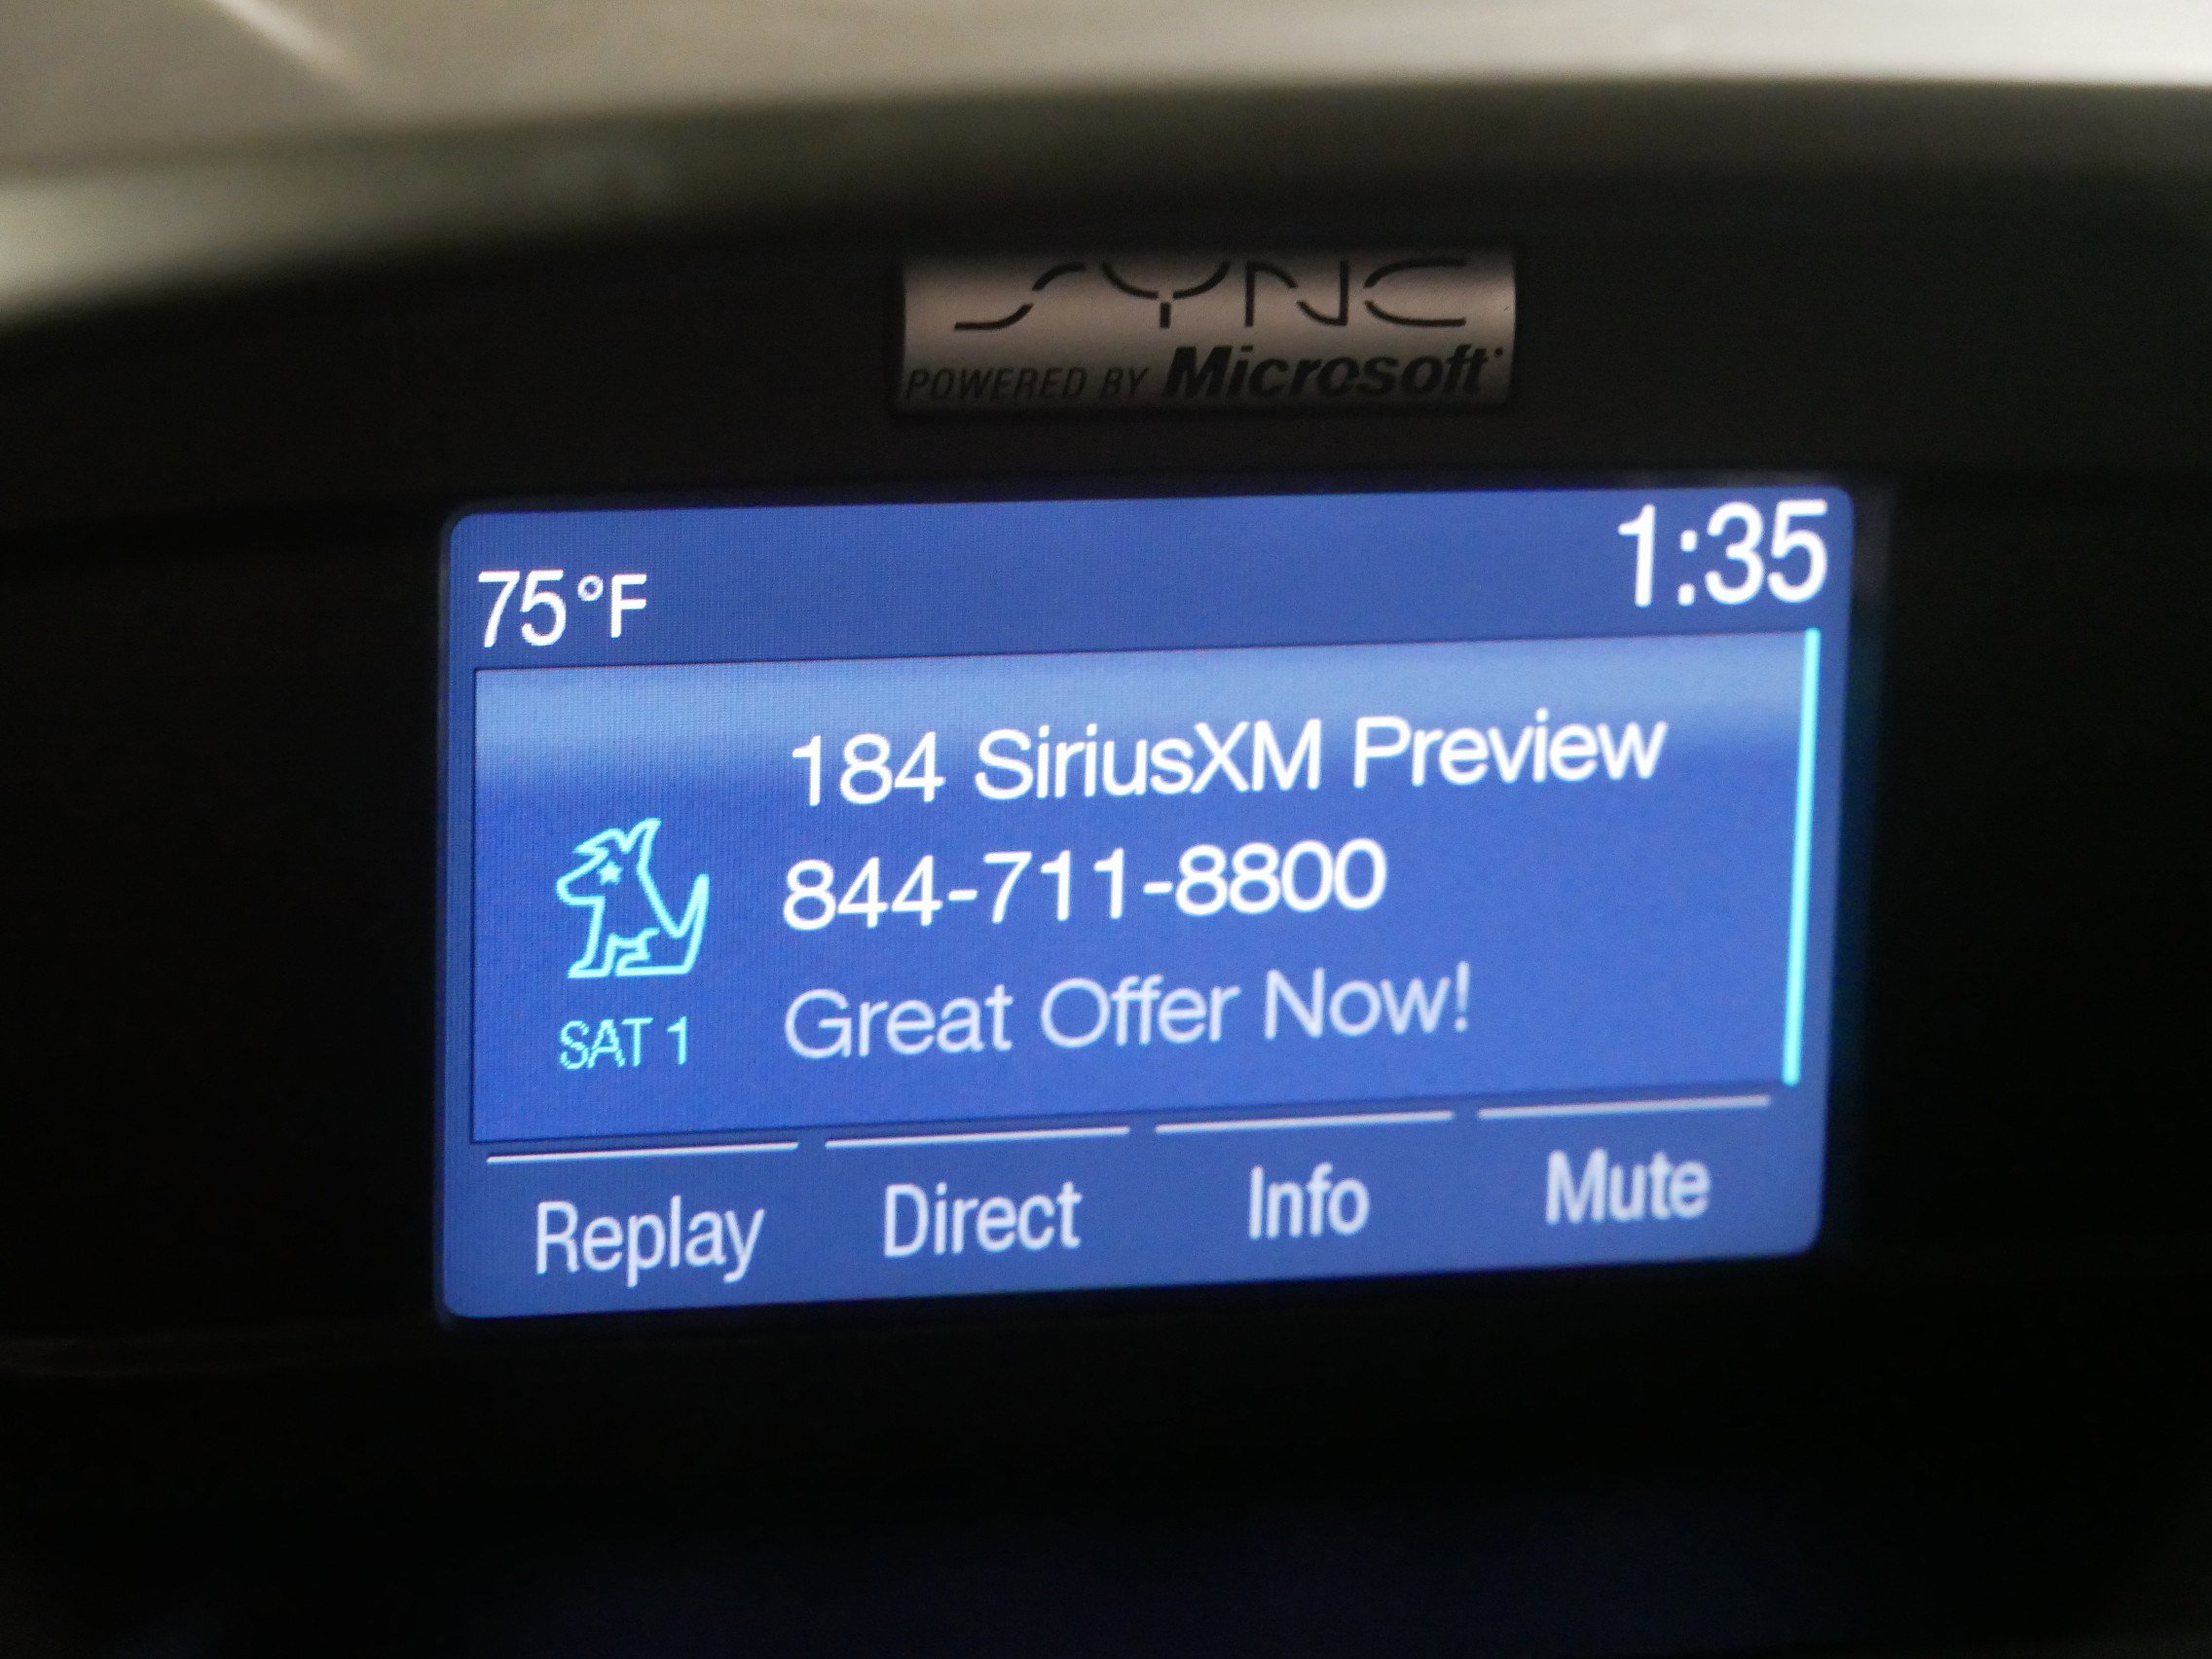 SYNC
POWERED BY Microsoft
75°F
1:35
184 SiriusXM Preview
844-711-8800
Great Offer Now!
SAT 1
Replay
Direct
Info
Mute